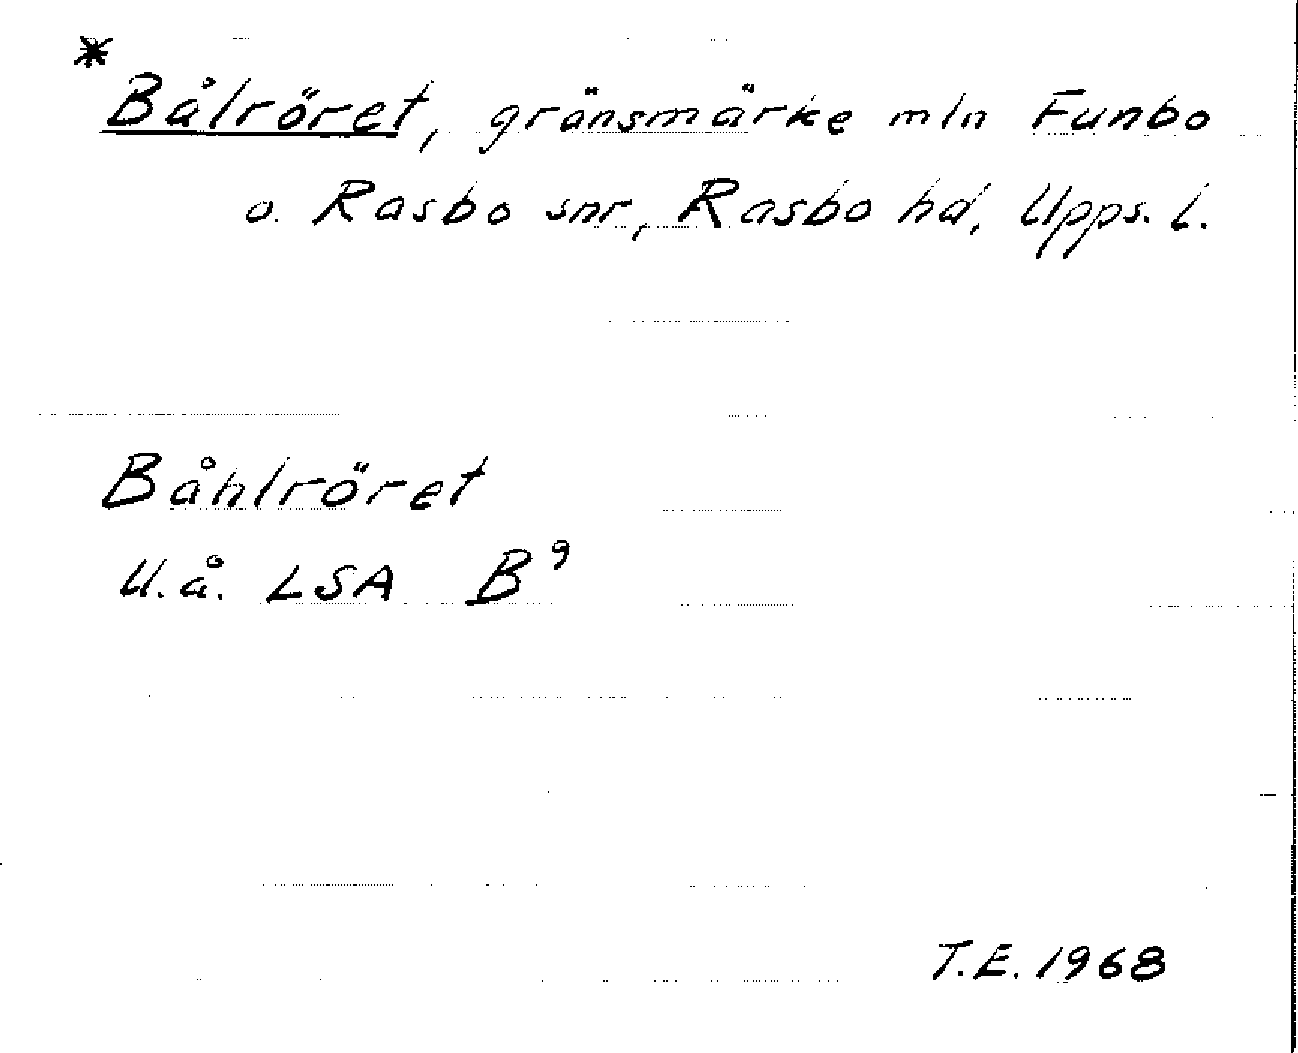 * Bålröret, gränsmärke mln Funbo
o. Rasbo snr, Rasbo hd, Upps. l.
Båhlröret
U.å. LSA B⁹
T.E. 1968